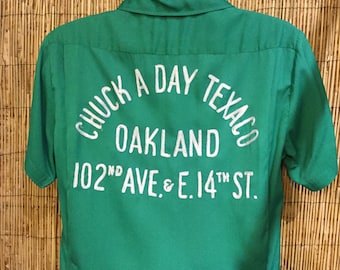 CHUCK A DAY TEXACO
OAKLAND
102ND AVE. & E. 14TH ST.